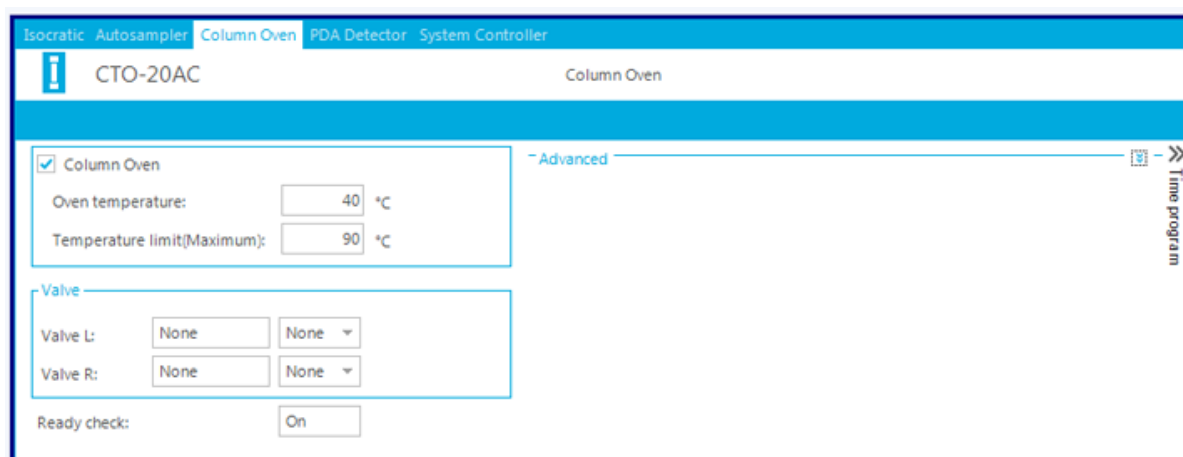 Isocratic Autosampler Column Oven PDA Detector System Controller
CTO-20AC Column Oven
Column Oven
Oven temperature: 40 °C
Temperature limit(Maximum): 90 °C
Valve
Valve L: None None
Valve R: None None
Ready check: On
Advanced
Time program